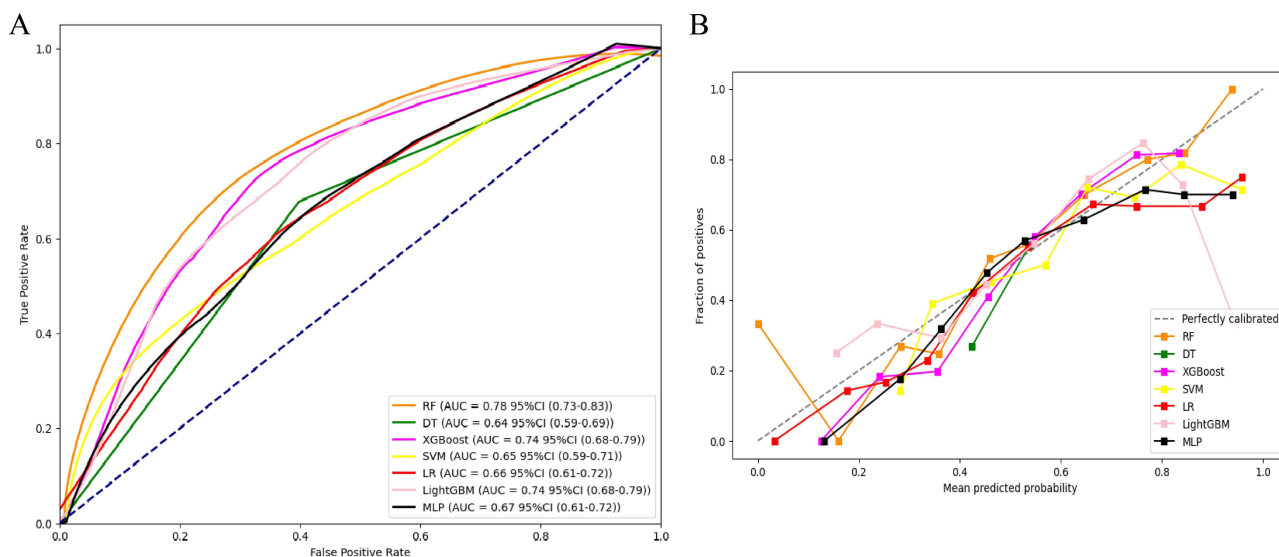 A
1.0
0.8
0.6
0.4
0.2
0.0
True Positive Rate
0.0 0.2 0.4 0.6 0.8 1.0
False Positive Rate
RF (AUC = 0.78 95%CI (0.73-0.83))
DT (AUC = 0.64 95%CI (0.59-0.69))
XGBoost (AUC = 0.74 95%CI (0.68-0.79))
SVM (AUC = 0.65 95%CI (0.59-0.71))
LR (AUC = 0.66 95%CI (0.61-0.72))
LightGBM (AUC = 0.74 95%CI (0.68-0.79))
MLP (AUC = 0.67 95%CI (0.61-0.72))
B
1.0
0.8
0.6
0.4
0.2
0.0
Fraction of positives
0.0 0.2 0.4 0.6 0.8 1.0
Mean predicted probability
Perfectly calibrated
RF
DT
XGBoost
SVM
LR
LightGBM
MLP